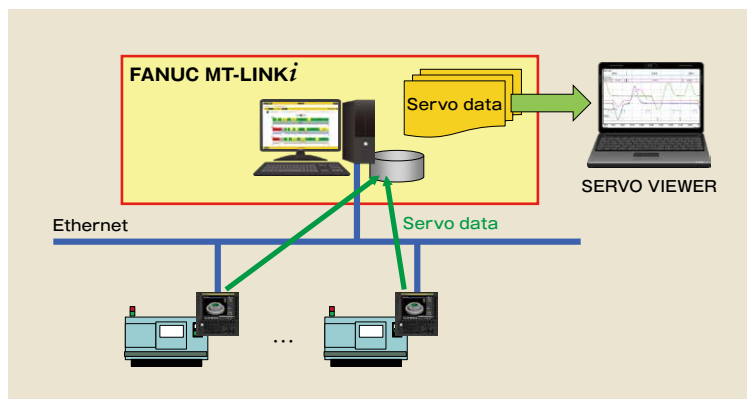 FANUC MT-LINKi
Servo data
SERVO VIEWER
Ethernet
Servo data
...